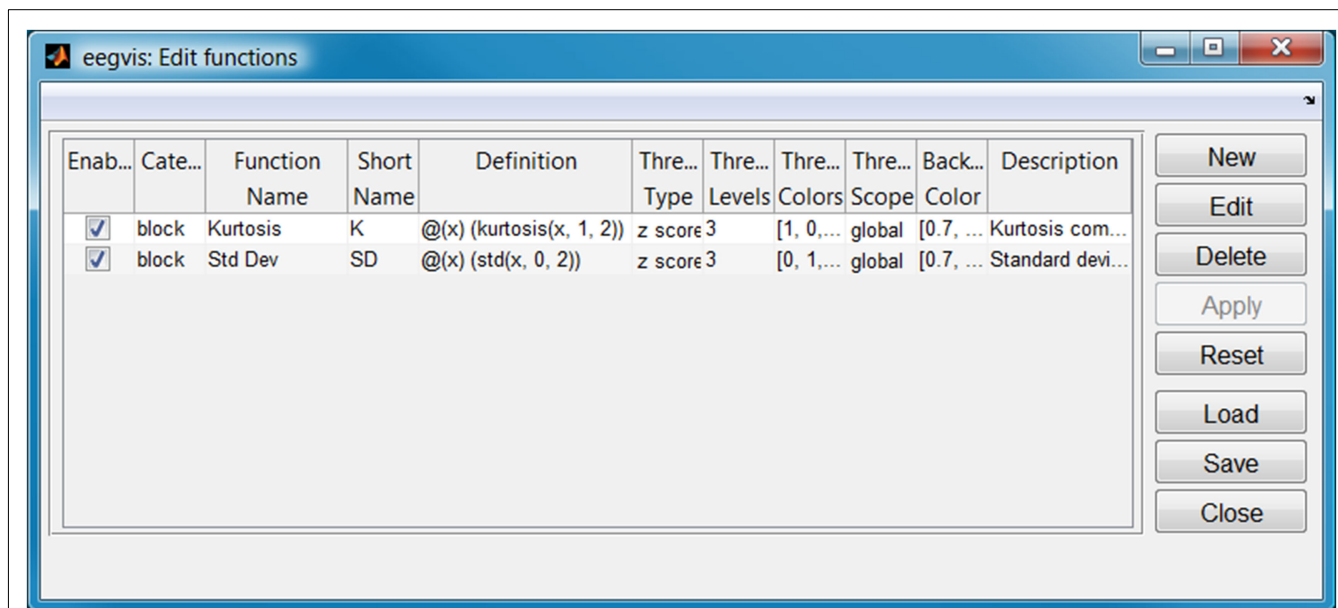 eegvis: Edit functions
Enab... Cate... Function Name Short Name Definition Thre... Type Thre... Levels Thre... Colors Thre... Scope Back... Color Description
block Kurtosis K @(x) (kurtosis(x, 1, 2)) z score 3 [1, 0,... global [0.7, ... Kurtosis com...
block Std Dev SD @(x) (std(x, 0, 2)) z score 3 [0, 1,... global [0.7, ... Standard devi...
New
Edit
Delete
Apply
Reset
Load
Save
Close